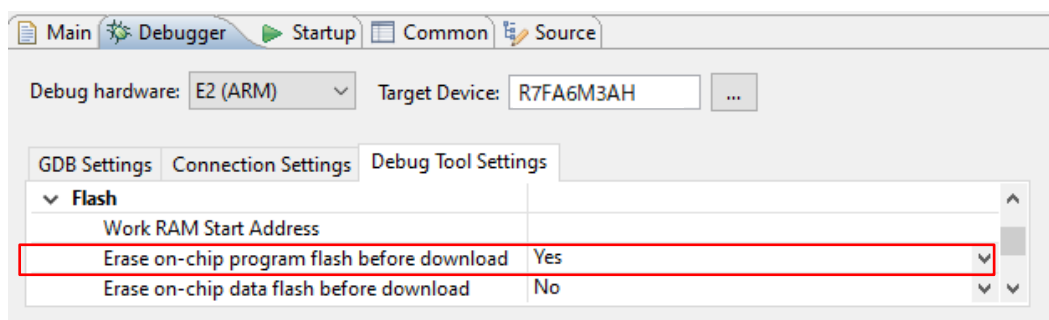 Main Debugger Startup Common Source
Debug hardware: E2 (ARM) Target Device: R7FA6M3AH ...
GDB Settings Connection Settings Debug Tool Settings
Flash
Work RAM Start Address
Erase on-chip program flash before download Yes
Erase on-chip data flash before download No